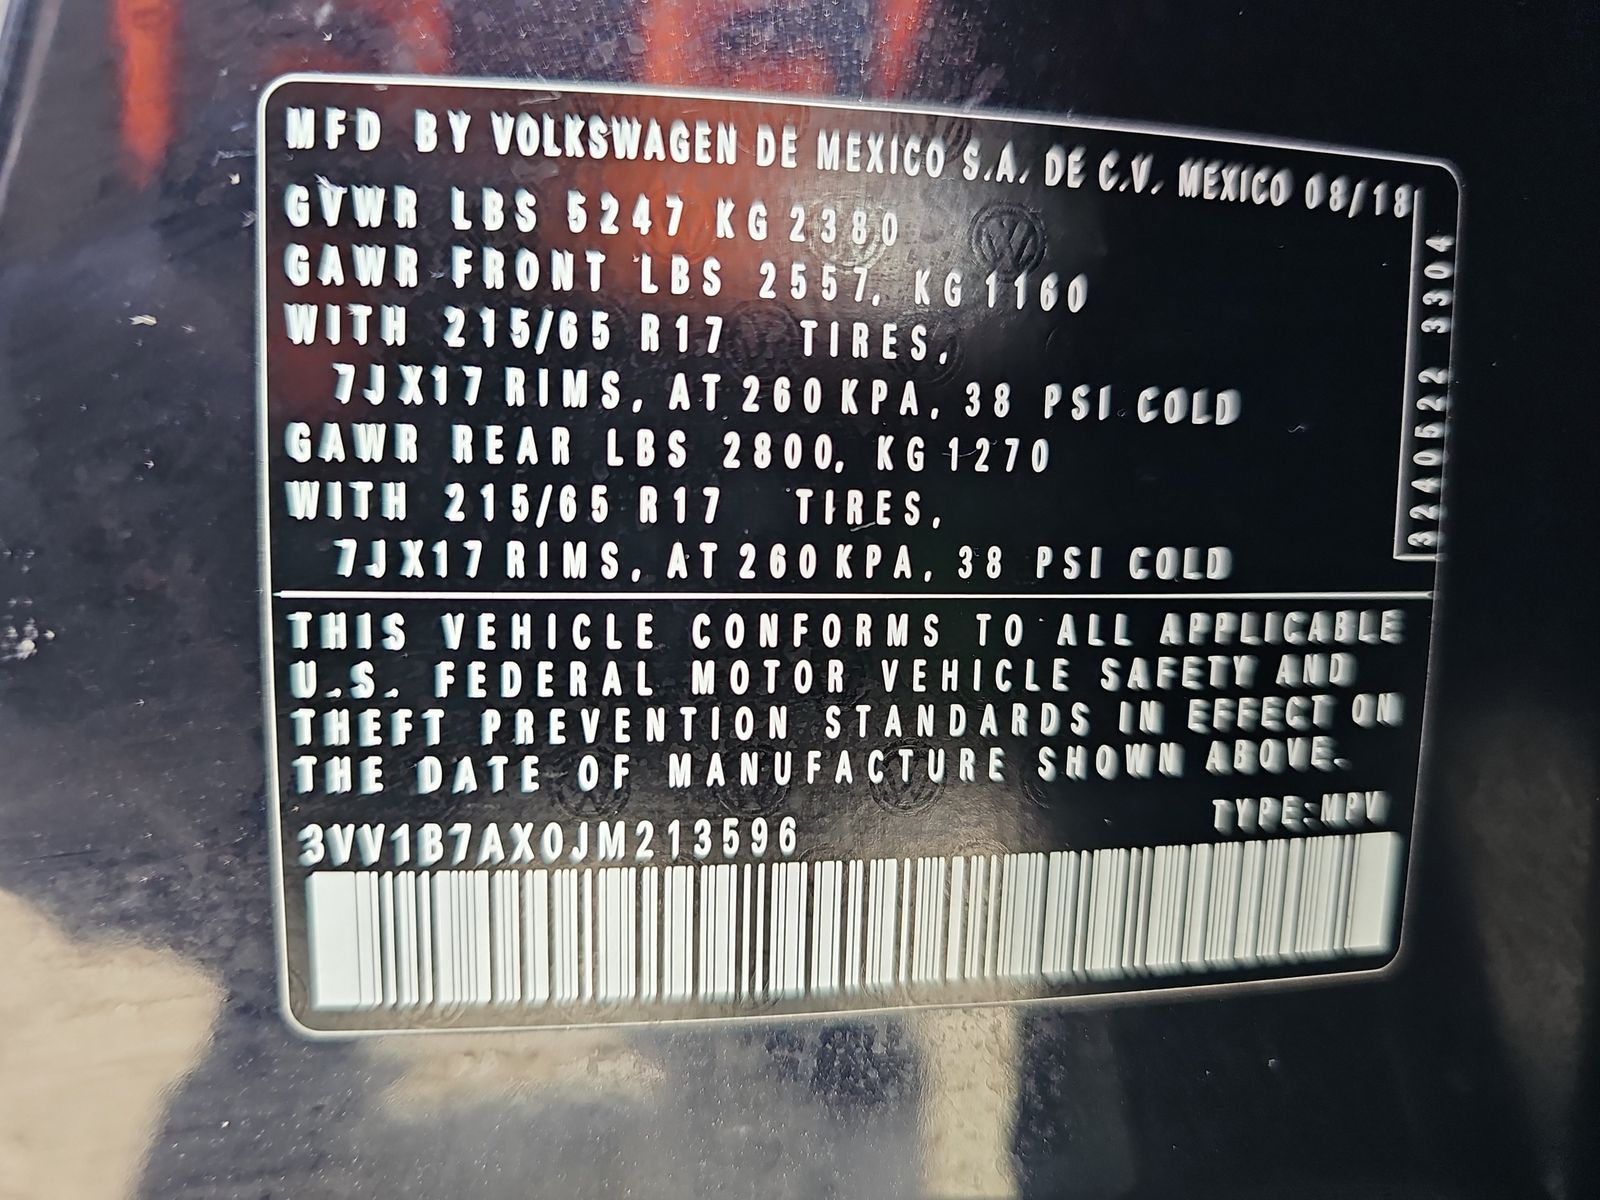 MFD BY VOLKSWAGEN DE MEXICO S.A. DE C.V. MEXICO 08/18
GVWR LBS 5247 KG 2380
GAWR FRONT LBS 2557, KG 1160
WITH 215/65 R17 TIRES,
7JX17 RIMS, AT 260 KPA, 38 PSI COLD
GAWR REAR LBS 2800, KG 1270
WITH 215/65 R17 TIRES,
7JX17 RIMS, AT 260 KPA, 38 PSI COLD
3240522 3304
THIS VEHICLE CONFORMS TO ALL APPLICABLE
U.S. FEDERAL MOTOR VEHICLE SAFETY AND
THEFT PREVENTION STANDARDS IN EFFECT ON
THE DATE OF MANUFACTURE SHOWN ABOVE.
TYPE: MPV
3VV1B7AX0JM213596